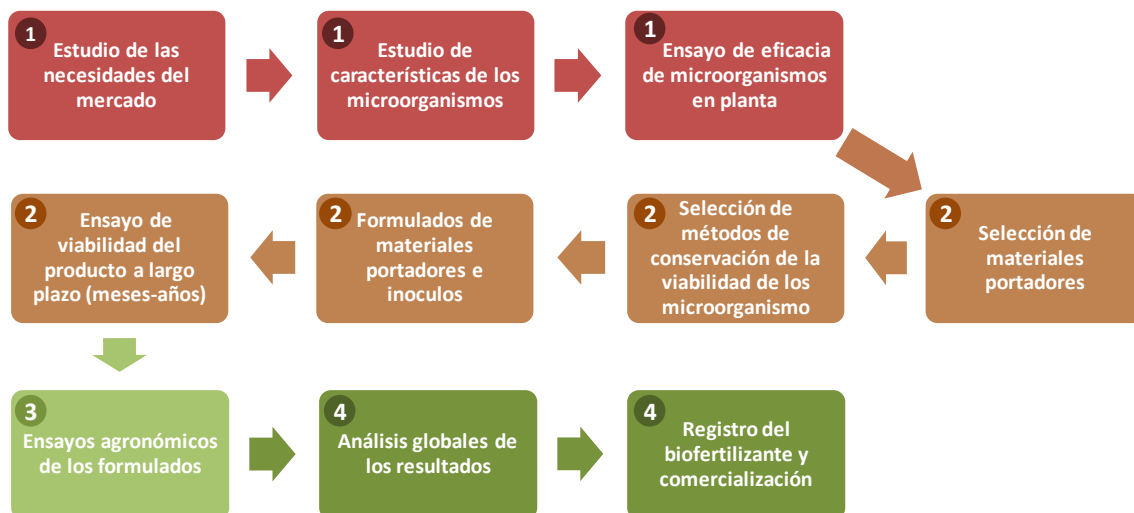 1
Estudio de las
necesidades del
mercado
1
Estudio de
características de los
microorganismos
1
Ensayo de eficacia
de microorganismos
en planta
2
Ensayo de
viabilidad del
producto a largo
plazo (meses-años)
2
Formulados de
materiales
portadores e
inoculos
2
Selección de
métodos de
conservación de la
viabilidad de los
microorganismo
2
Selección de
materiales
portadores
3
Ensayos agronómicos
de los formulados
4
Análisis globales de
los resultados
4
Registro del
biofertilizante y
comercialización